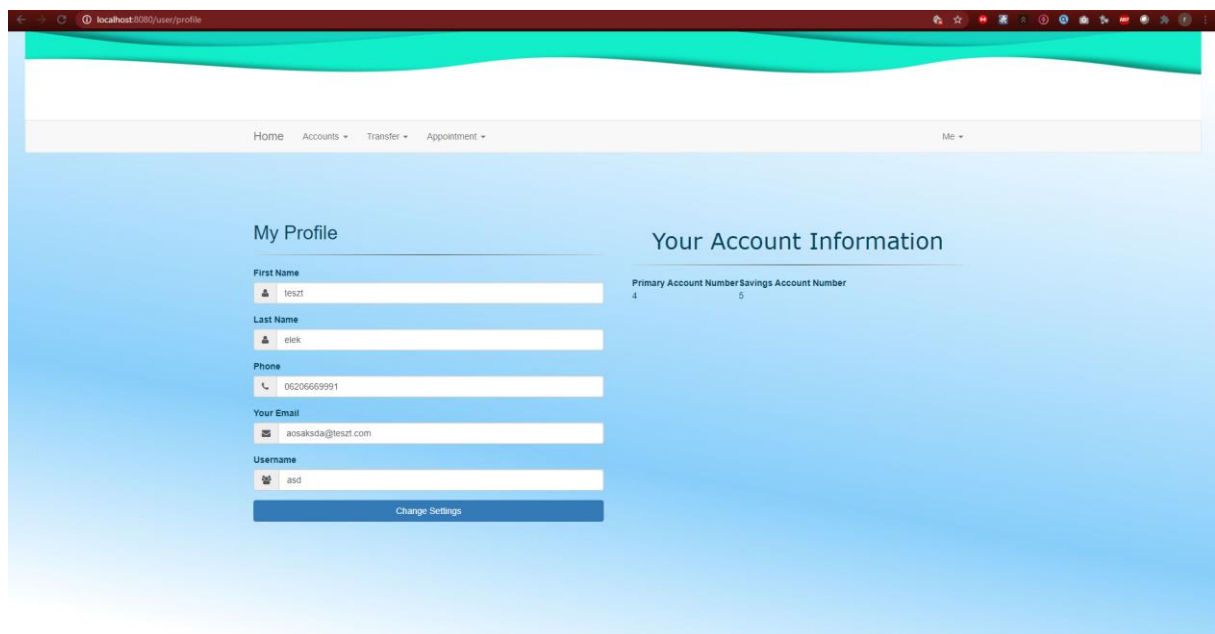 localhost:8080/user/profile
Home Accounts Transfer Appointment Me
My Profile
First Name
teszt
Last Name
elek
Phone
06206669991
Your Email
aosaksda@teszt.com
Username
asd
Change Settings
Your Account Information
Primary Account Number Savings Account Number
4 5